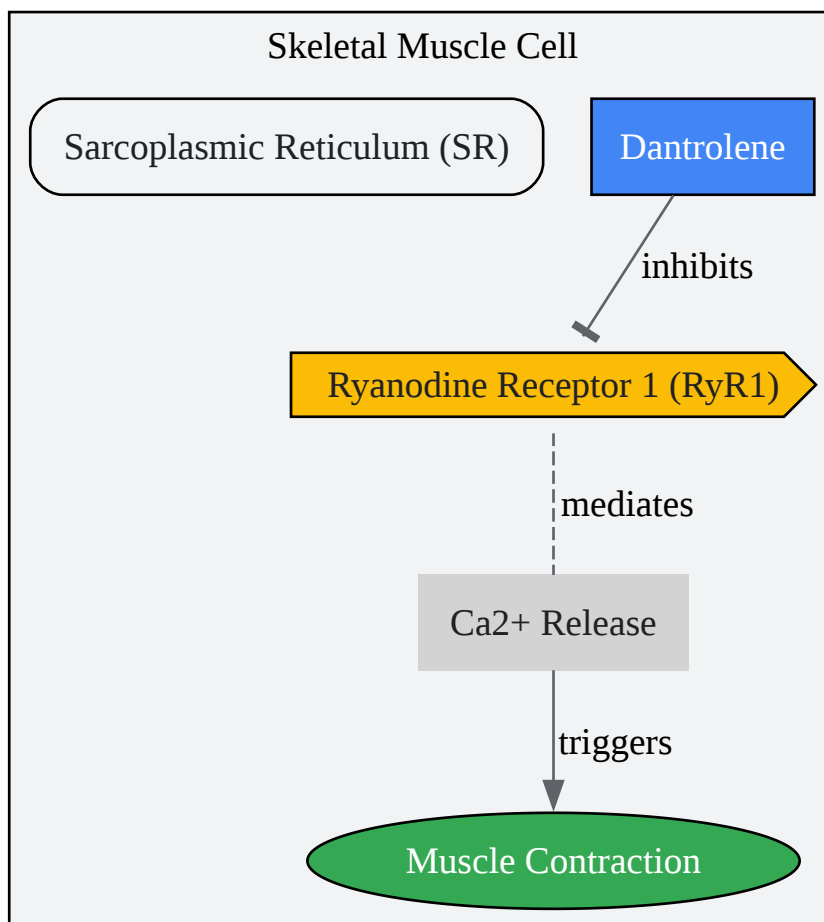 Skeletal Muscle Cell
Sarcoplasmic Reticulum (SR)
Dantrolene
inhibits
Ryanodine Receptor 1 (RyR1)
mediates
Ca2+ Release
triggers
Muscle Contraction